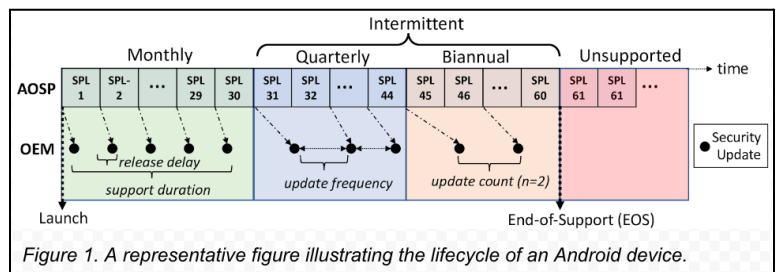 Intermittent
Monthly Quarterly Biannual Unsupported
AOSP SPL 1 SPL- 2 ... SPL 29 SPL 30 SPL 31 SPL 32 ... SPL 44 SPL 45 SPL 46 ... SPL 60 SPL 61 SPL 61 ... time
OEM
Security
Update
release delay
support duration
update frequency
update count (n=2)
Launch
End-of-Support (EOS)
Figure 1. A representative figure illustrating the lifecycle of an Android device.